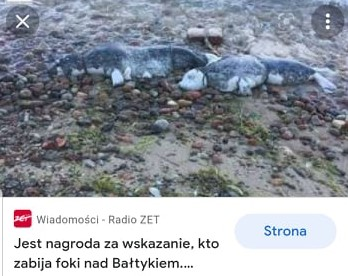 zET Wiadomości - Radio ZET
Jest nagroda za wskazanie, kto
zabija foki nad Bałtykiem....
Strona